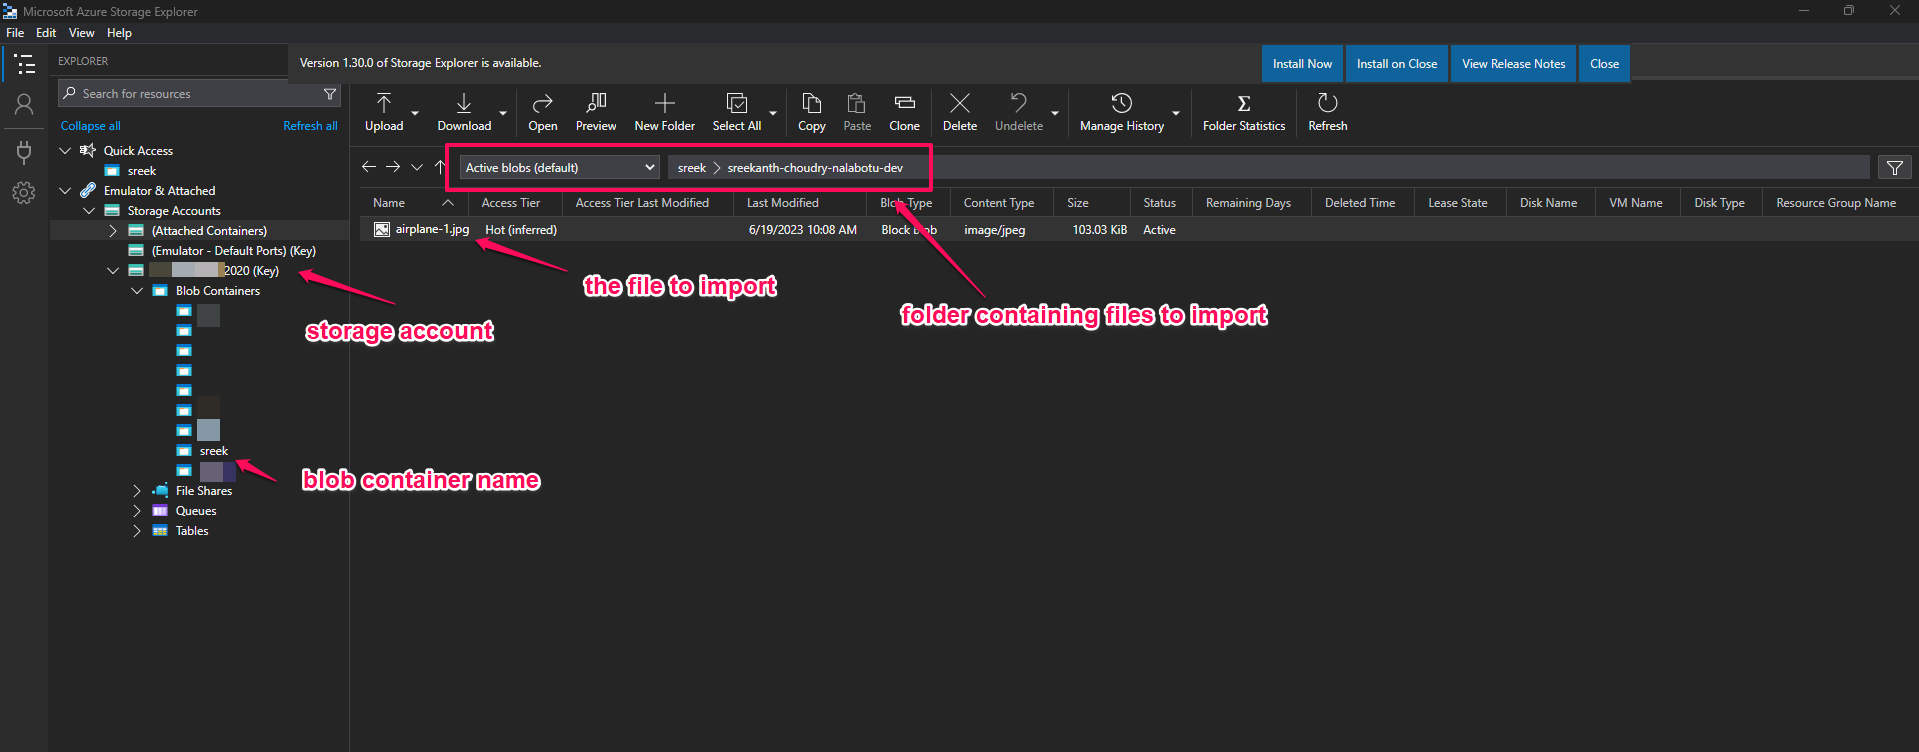 Microsoft Azure Storage Explorer
File Edit View Help
EXPLORER
Version 1.30.0 of Storage Explorer is available.
Install Now Install on Close View Release Notes Close
Search for resources
Collapse all Refresh all
Upload Download Open Preview New Folder Select All Copy Paste Clone Delete Undelete Manage History Folder Statistics Refresh
Quick Access
sreek
Emulator & Attached
Storage Accounts
(Attached Containers)
(Emulator - Default Ports) (Key)
2020 (Key)
Blob Containers
sreek
File Shares
Queues
Tables
Active blobs (default) sreek > sreekanth-choudry-nalabotu-dev
Name Access Tier Access Tier Last Modified Last Modified Blob Type Content Type Size Status Remaining Days Deleted Time Lease State Disk Name VM Name Disk Type Resource Group Name
airplane-1.jpg Hot (inferred) 6/19/2023 10:08 AM Block Blob image/jpeg 103.03 KiB Active
the file to import
folder containing files to import
storage account
blob container name